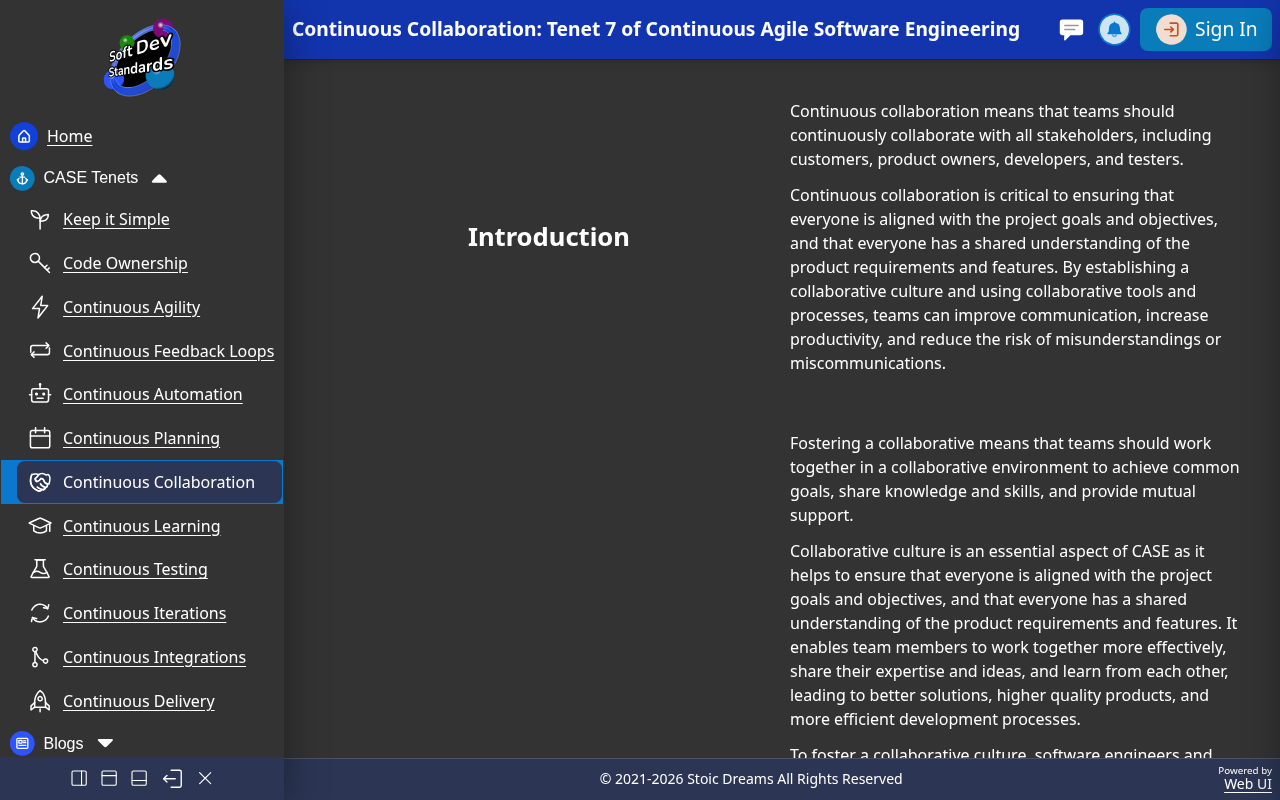 Soft Dev
Standards
Home
CASE Tenets
Keep it Simple
Code Ownership
Continuous Agility
Continuous Feedback Loops
Continuous Automation
Continuous Planning
Continuous Collaboration
Continuous Learning
Continuous Testing
Continuous Iterations
Continuous Integrations
Continuous Delivery
Blogs
Continuous Collaboration: Tenet 7 of Continuous Agile Software Engineering
Sign In
Introduction
Continuous collaboration means that teams should
continuously collaborate with all stakeholders, including
customers, product owners, developers, and testers.
Continuous collaboration is critical to ensuring that
everyone is aligned with the project goals and objectives,
and that everyone has a shared understanding of the
product requirements and features. By establishing a
collaborative culture and using collaborative tools and
processes, teams can improve communication, increase
productivity, and reduce the risk of misunderstandings or
miscommunications.
Fostering a collaborative means that teams should work
together in a collaborative environment to achieve common
goals, share knowledge and skills, and provide mutual
support.
Collaborative culture is an essential aspect of CASE as it
helps to ensure that everyone is aligned with the project
goals and objectives, and that everyone has a shared
understanding of the product requirements and features. It
enables team members to work together more effectively,
share their expertise and ideas, and learn from each other,
leading to better solutions, higher quality products, and
more efficient development processes.
To foster a collaborative culture, software engineers and
© 2021-2026 Stoic Dreams All Rights Reserved
Powered by
Web UI